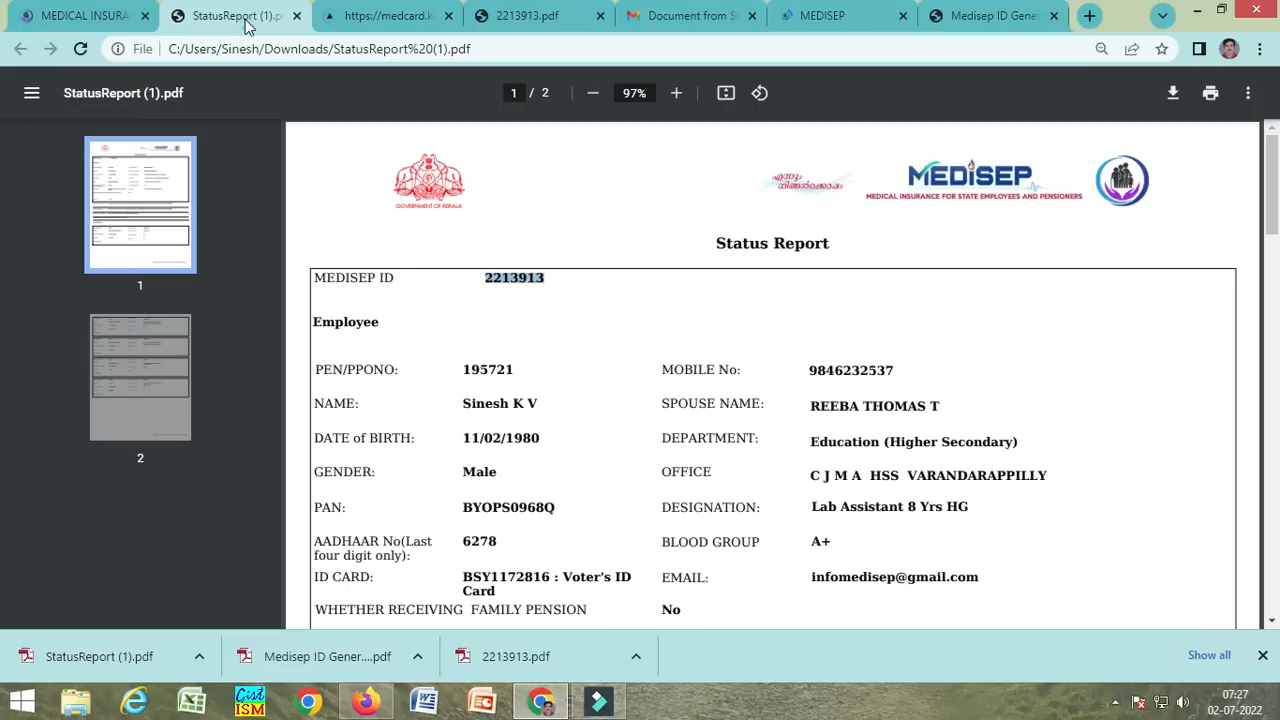 MEDICAL INSURA
StatusReport (1).p
https://medcard.k
2213913.pdf
Document from S
MEDISEP
Medisep ID Gener
File
C:/Users/Sinesh/Downloads/StatusReport%20(1).pdf
StatusReport (1).pdf
1 / 2
97%
1
2
GOVERNMENT OF KERALA
എന്നും നിങ്ങൾക്കൊപ്പം
MEDiSEP
MEDICAL INSURANCE FOR STATE EMPLOYEES AND PENSIONERS
Status Report
MEDISEP ID 2213913
Employee
PEN/PPONO: 195721 MOBILE No: 9846232537
NAME: Sinesh K V SPOUSE NAME: REEBA THOMAS T
DATE of BIRTH: 11/02/1980 DEPARTMENT: Education (Higher Secondary)
GENDER: Male OFFICE C J M A HSS VARANDARAPPILLY
PAN: BYOPS0968Q DESIGNATION: Lab Assistant 8 Yrs HG
AADHAAR No(Last four digit only): 6278 BLOOD GROUP A+
ID CARD: BSY1172816 : Voter's ID Card EMAIL: infomedisep@gmail.com
WHETHER RECEIVING FAMILY PENSION No
StatusReport (1).pdf
Medisep ID Gener....pdf
2213913.pdf
Show all
Gist
ISM
07:27
02-07-2022